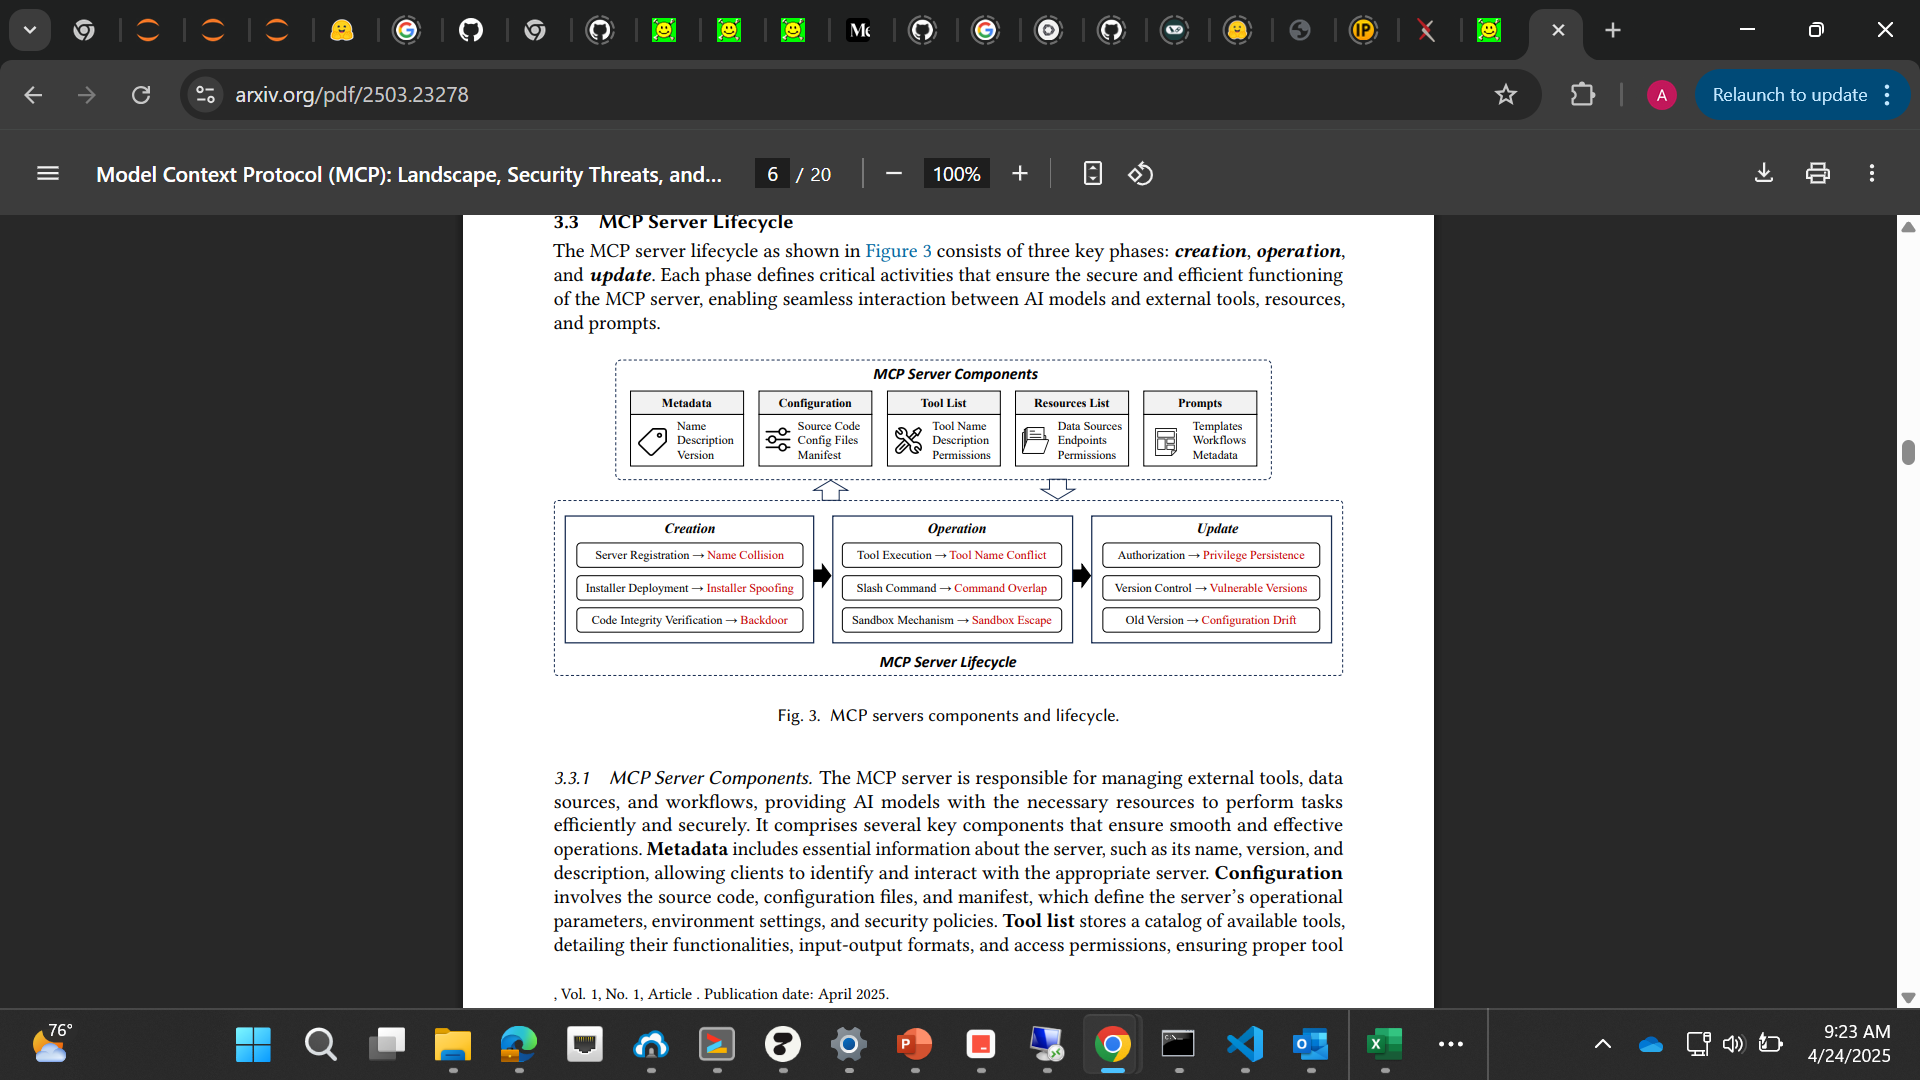 arxiv.org/pdf/2503.23278
A
Relaunch to update
Model Context Protocol (MCP): Landscape, Security Threats, and...
6 / 20
100%
3.3 MCP Server Lifecycle
The MCP server lifecycle as shown in Figure 3 consists of three key phases: creation, operation,
and update. Each phase defines critical activities that ensure the secure and efficient functioning
of the MCP server, enabling seamless interaction between AI models and external tools, resources,
and prompts.
MCP Server Components
Metadata
Name
Description
Version
Configuration
Source Code
Config Files
Manifest
Tool List
Tool Name
Description
Permissions
Resources List
Data Sources
Endpoints
Permissions
Prompts
Templates
Workflows
Metadata
Creation
Server Registration → Name Collision
Installer Deployment → Installer Spoofing
Code Integrity Verification → Backdoor
Operation
Tool Execution → Tool Name Conflict
Slash Command → Command Overlap
Sandbox Mechanism → Sandbox Escape
Update
Authorization → Privilege Persistence
Version Control → Vulnerable Versions
Old Version → Configuration Drift
MCP Server Lifecycle
Fig. 3. MCP servers components and lifecycle.
3.3.1 MCP Server Components. The MCP server is responsible for managing external tools, data
sources, and workflows, providing AI models with the necessary resources to perform tasks
efficiently and securely. It comprises several key components that ensure smooth and effective
operations. Metadata includes essential information about the server, such as its name, version, and
description, allowing clients to identify and interact with the appropriate server. Configuration
involves the source code, configuration files, and manifest, which define the server's operational
parameters, environment settings, and security policies. Tool list stores a catalog of available tools,
detailing their functionalities, input-output formats, and access permissions, ensuring proper tool
, Vol. 1, No. 1, Article . Publication date: April 2025.
76°
9:23 AM
4/24/2025